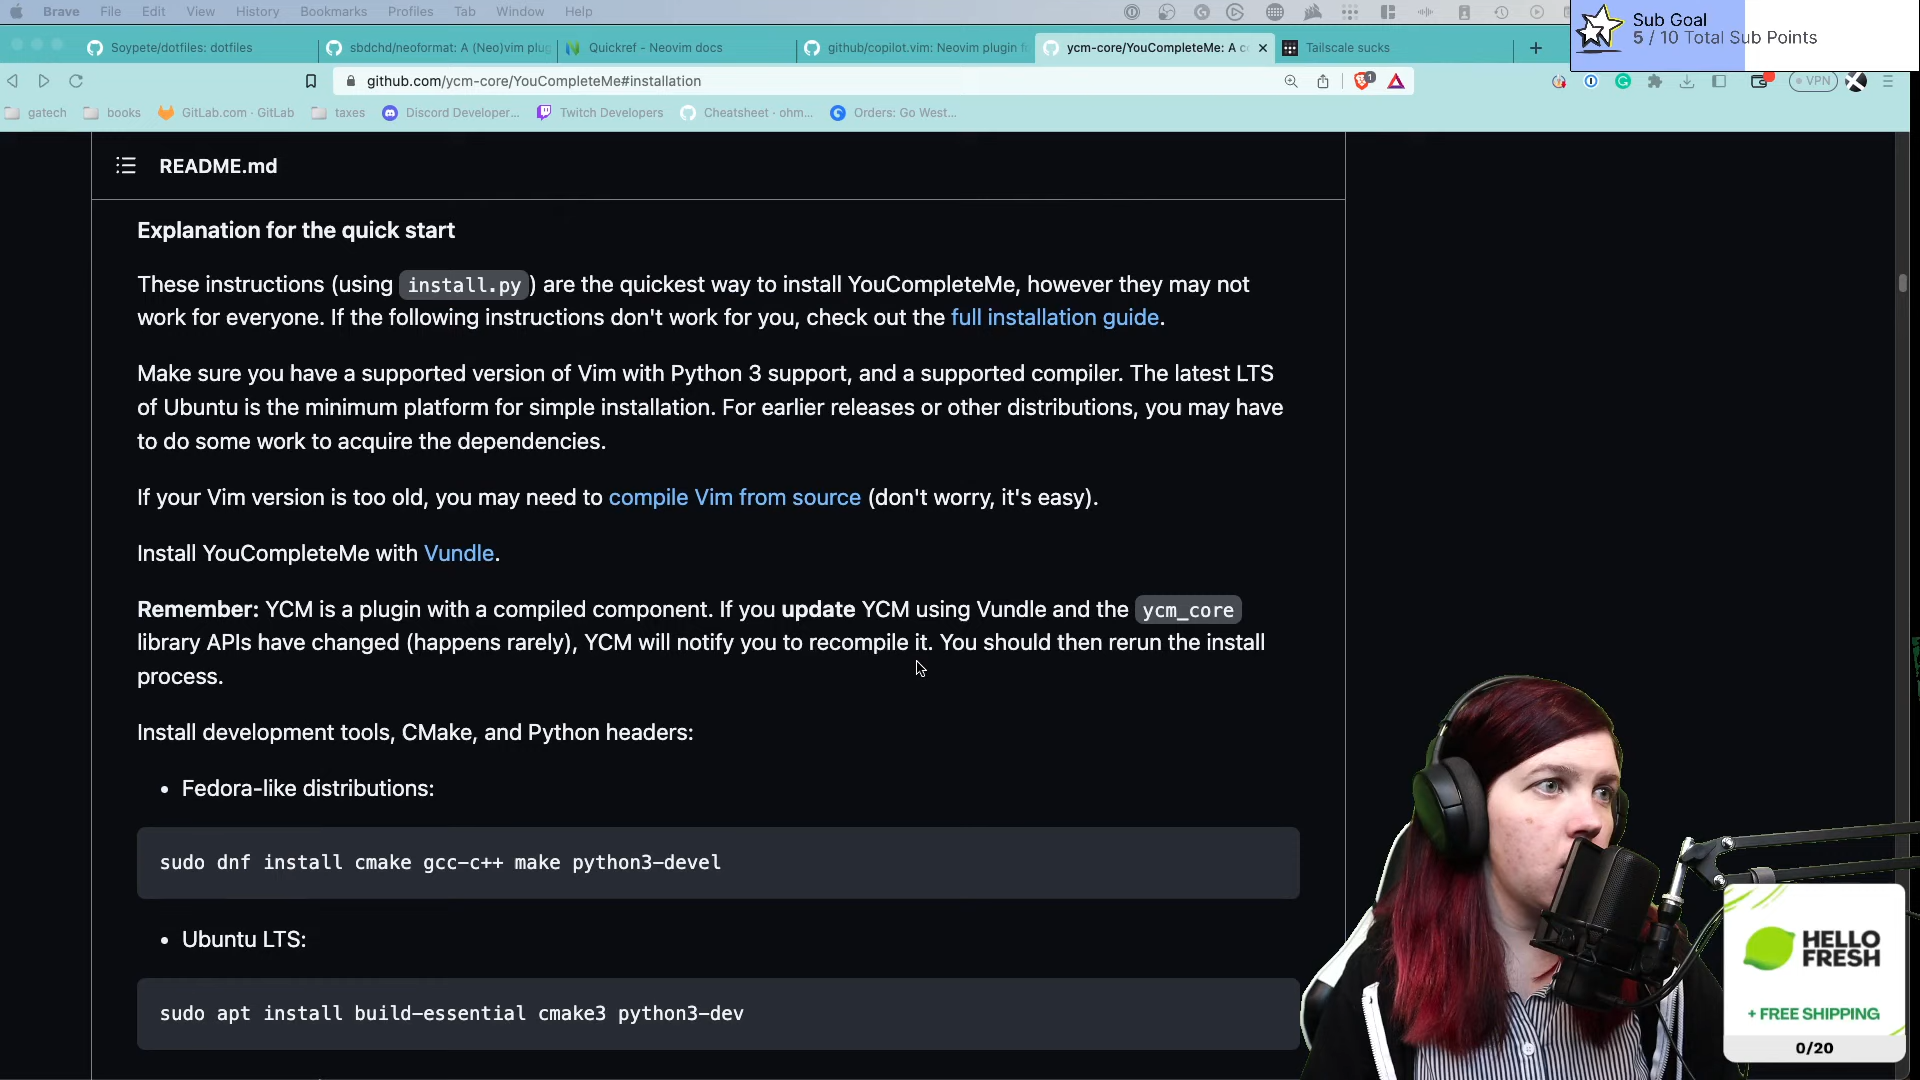 Brave File Edit View History Bookmarks Profiles Tab Window Help
Sub Goal
5 / 10 Total Sub Points
Soypete/dotfiles: dotfiles
sbdchd/neoformat: A (Neo)vim plug
Quickref - Neovim docs
github/copilot.vim: Neovim plugin f
ycm-core/YouCompleteMe: A c
Tailscale sucks
github.com/ycm-core/YouCompleteMe#installation
VPN
gatech books GitLab.com · GitLab taxes Discord Developer... Twitch Developers Cheatsheet · ohm... Orders: Go West...
README.md
Explanation for the quick start
These instructions (using install.py) are the quickest way to install YouCompleteMe, however they may not
work for everyone. If the following instructions don't work for you, check out the full installation guide.
Make sure you have a supported version of Vim with Python 3 support, and a supported compiler. The latest LTS
of Ubuntu is the minimum platform for simple installation. For earlier releases or other distributions, you may have
to do some work to acquire the dependencies.
If your Vim version is too old, you may need to compile Vim from source (don't worry, it's easy).
Install YouCompleteMe with Vundle.
Remember: YCM is a plugin with a compiled component. If you update YCM using Vundle and the ycm_core
library APIs have changed (happens rarely), YCM will notify you to recompile it. You should then rerun the install
process.
Install development tools, CMake, and Python headers:
• Fedora-like distributions:
sudo dnf install cmake gcc-c++ make python3-devel
• Ubuntu LTS:
sudo apt install build-essential cmake3 python3-dev
HELLO
FRESH
+ FREE SHIPPING
0/20